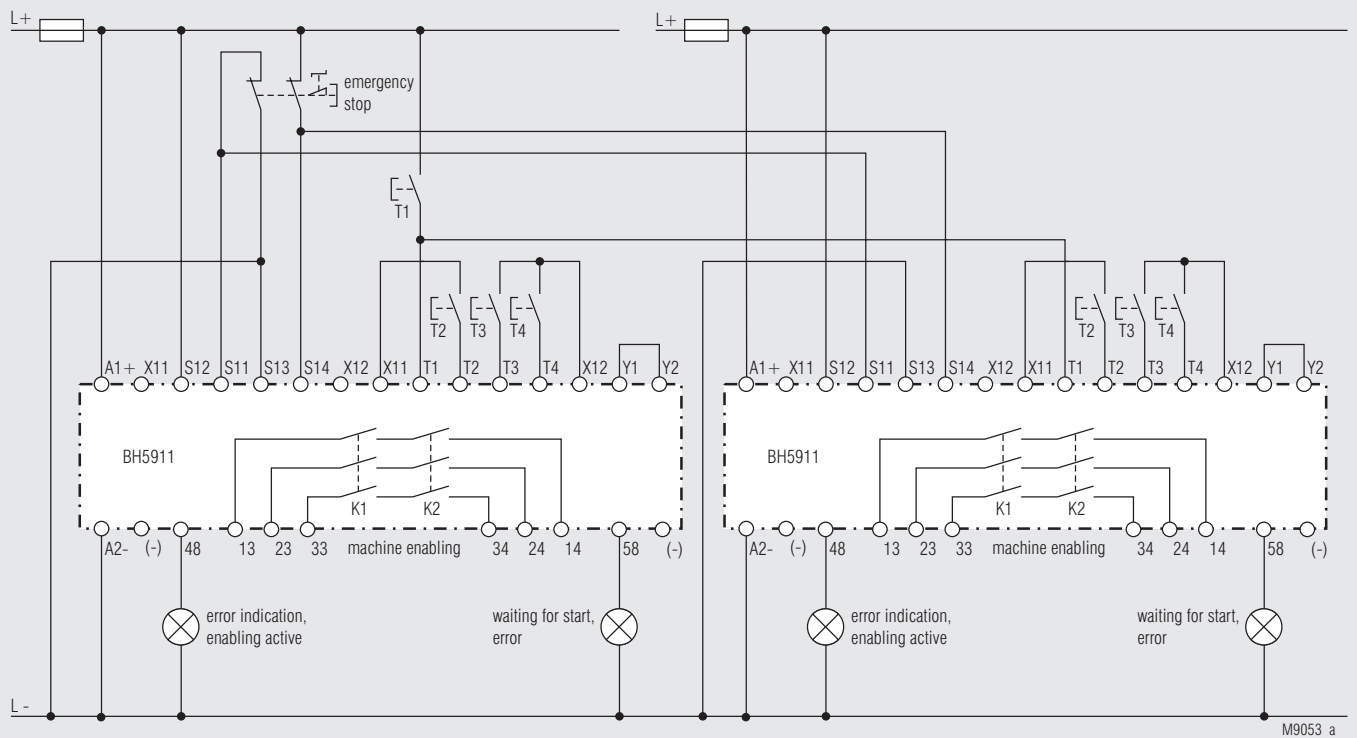 L+
L+
emergency
stop
T1
T2 T3 T4
T2 T3 T4
A1+ X11 S12 S11 S13 S14 X12 X11 T1 T2 T3 T4 X12 Y1 Y2
A1+ X11 S12 S11 S13 S14 X12 X11 T1 T2 T3 T4 X12 Y1 Y2
BH5911
K1 K2
BH5911
K1 K2
A2- (-) 48 13 23 33 machine enabling 34 24 14 58 (-)
A2- (-) 48 13 23 33 machine enabling 34 24 14 58 (-)
error indication,
enabling active
waiting for start,
error
error indication,
enabling active
waiting for start,
error
L -
M9053_a